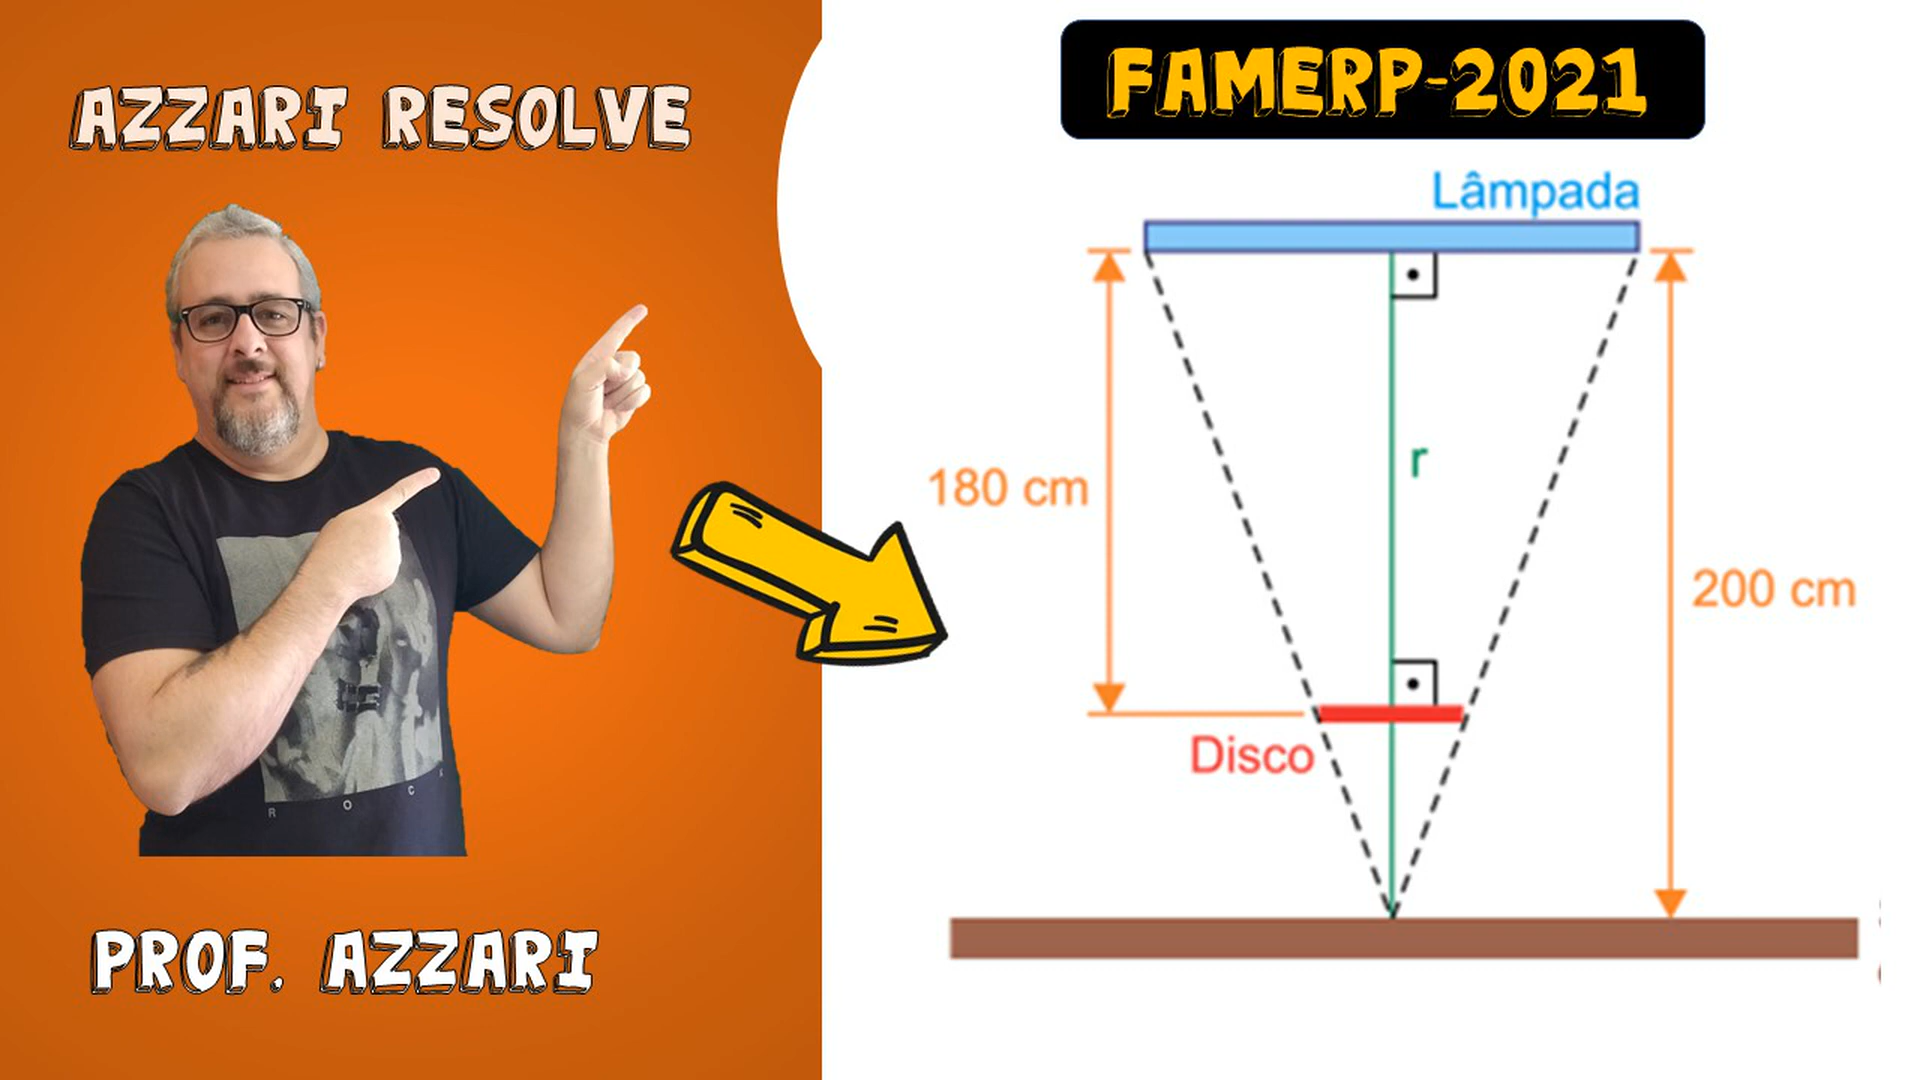 AZZARI RESOLVE
PROF. AZZARI
FAMERP-2021
Lâmpada
r
180 cm
200 cm
Disco
R O C K